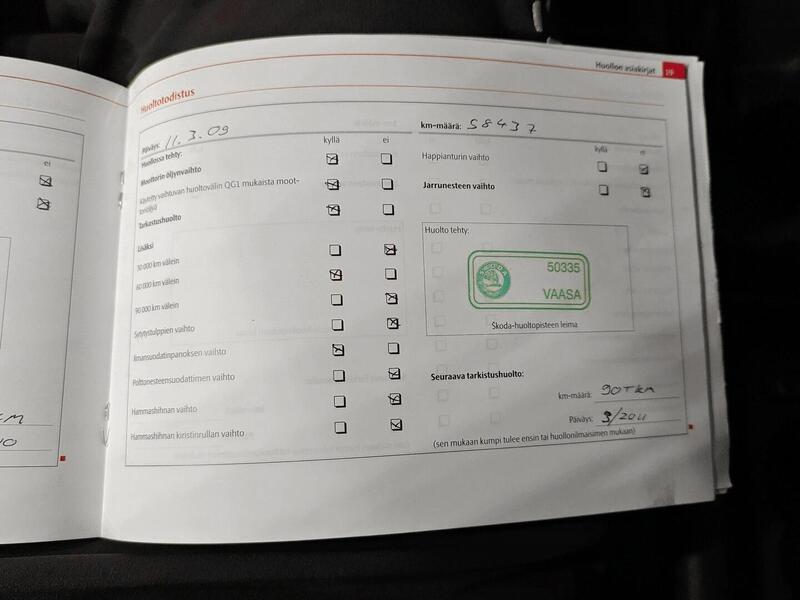 ei
Huollon asiakirjat 19
Huoltotodistus
Päiväys: 11.3.09
km-määrä: 58437
Huollossa tehty:
kyllä ei
Moottorin öljynvaihto
Käytetty vaihtuvan huoltovälin QG1 mukaista moot-
toriöljyä
Tarkastushuolto
Lisäksi
30 000 km välein
60 000 km välein
90 000 km välein
Sytytystulppien vaihto
Ilmansuodatinpanoksen vaihto
Polttonesteensuodattimen vaihto
Hammashihnan vaihto
Hammashihnan kiristinrullan vaihto
kyllä ei
Happianturin vaihto
Jarrunesteen vaihto
Huolto tehty:
SKODA
50335
VAASA
Škoda-huoltopisteen leima
Seuraava tarkistushuolto:
km-määrä: 90TKM
Päiväys: 3/2011
(sen mukaan kumpi tulee ensin tai huollonilmaisimen mukaan)